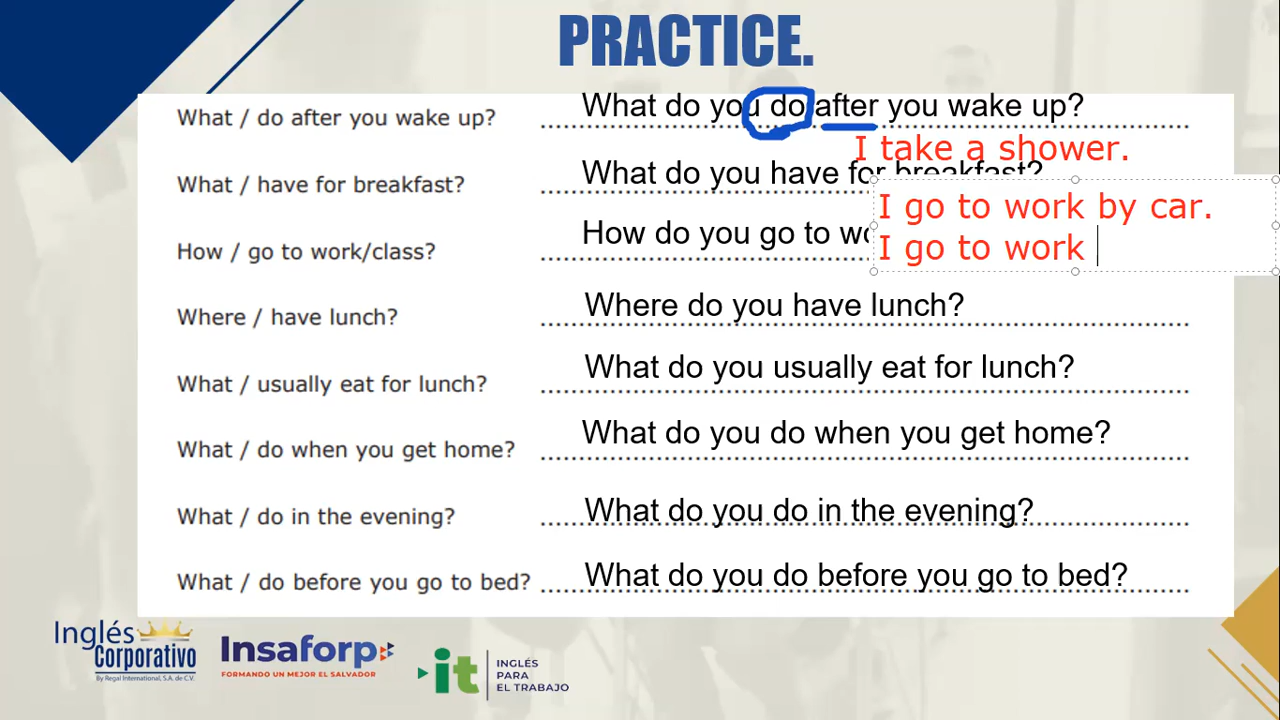 PRACTICE.
What / do after you wake up?
What do you do after you wake up?
I take a shower.
What / have for breakfast?
What do you have for breakfast?
I go to work by car.
I go to work
How / go to work/class?
How do you go to
Where / have lunch?
Where do you have lunch?
What / usually eat for lunch?
What do you usually eat for lunch?
What / do when you get home?
What do you do when you get home?
What / do in the evening?
What do you do in the evening?
What / do before you go to bed?
What do you do before you go to bed?
Inglés
Corporativo
By Regal International, S.A. de C.V.
Insaforp
FORMANDO UN MEJOR EL SALVADOR
it
INGLÉS
PARA
EL TRABAJO